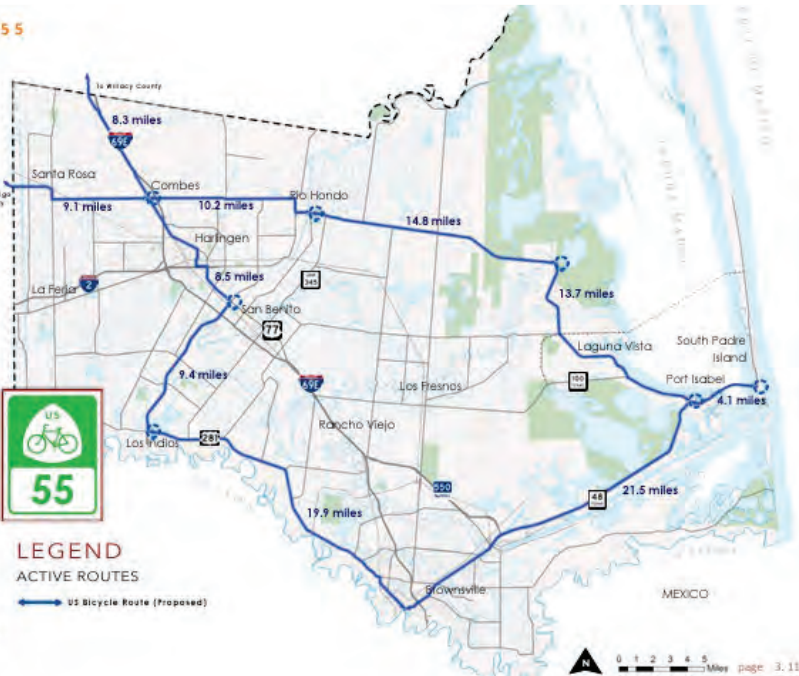 55
To Willacy County
8.3 miles
69E
Santa Rosa
Combes
Rio Hondo
9.1 miles
10.2 miles
14.8 miles
Harlingen
8.5 miles
345
La Feria
2
13.7 miles
San Benito
77
Laguna Vista
South Padre
Island
9.4 miles
69E
Los Fresnos
100
Port Isabel
4.1 miles
US
55
Los Indios
281
Rancho Viejo
550
48
21.5 miles
19.9 miles
Brownsville
MEXICO
LEGEND
ACTIVE ROUTES
US Bicycle Route (Proposed)
N
0 1 2 3 4 5
Miles
page 3.11